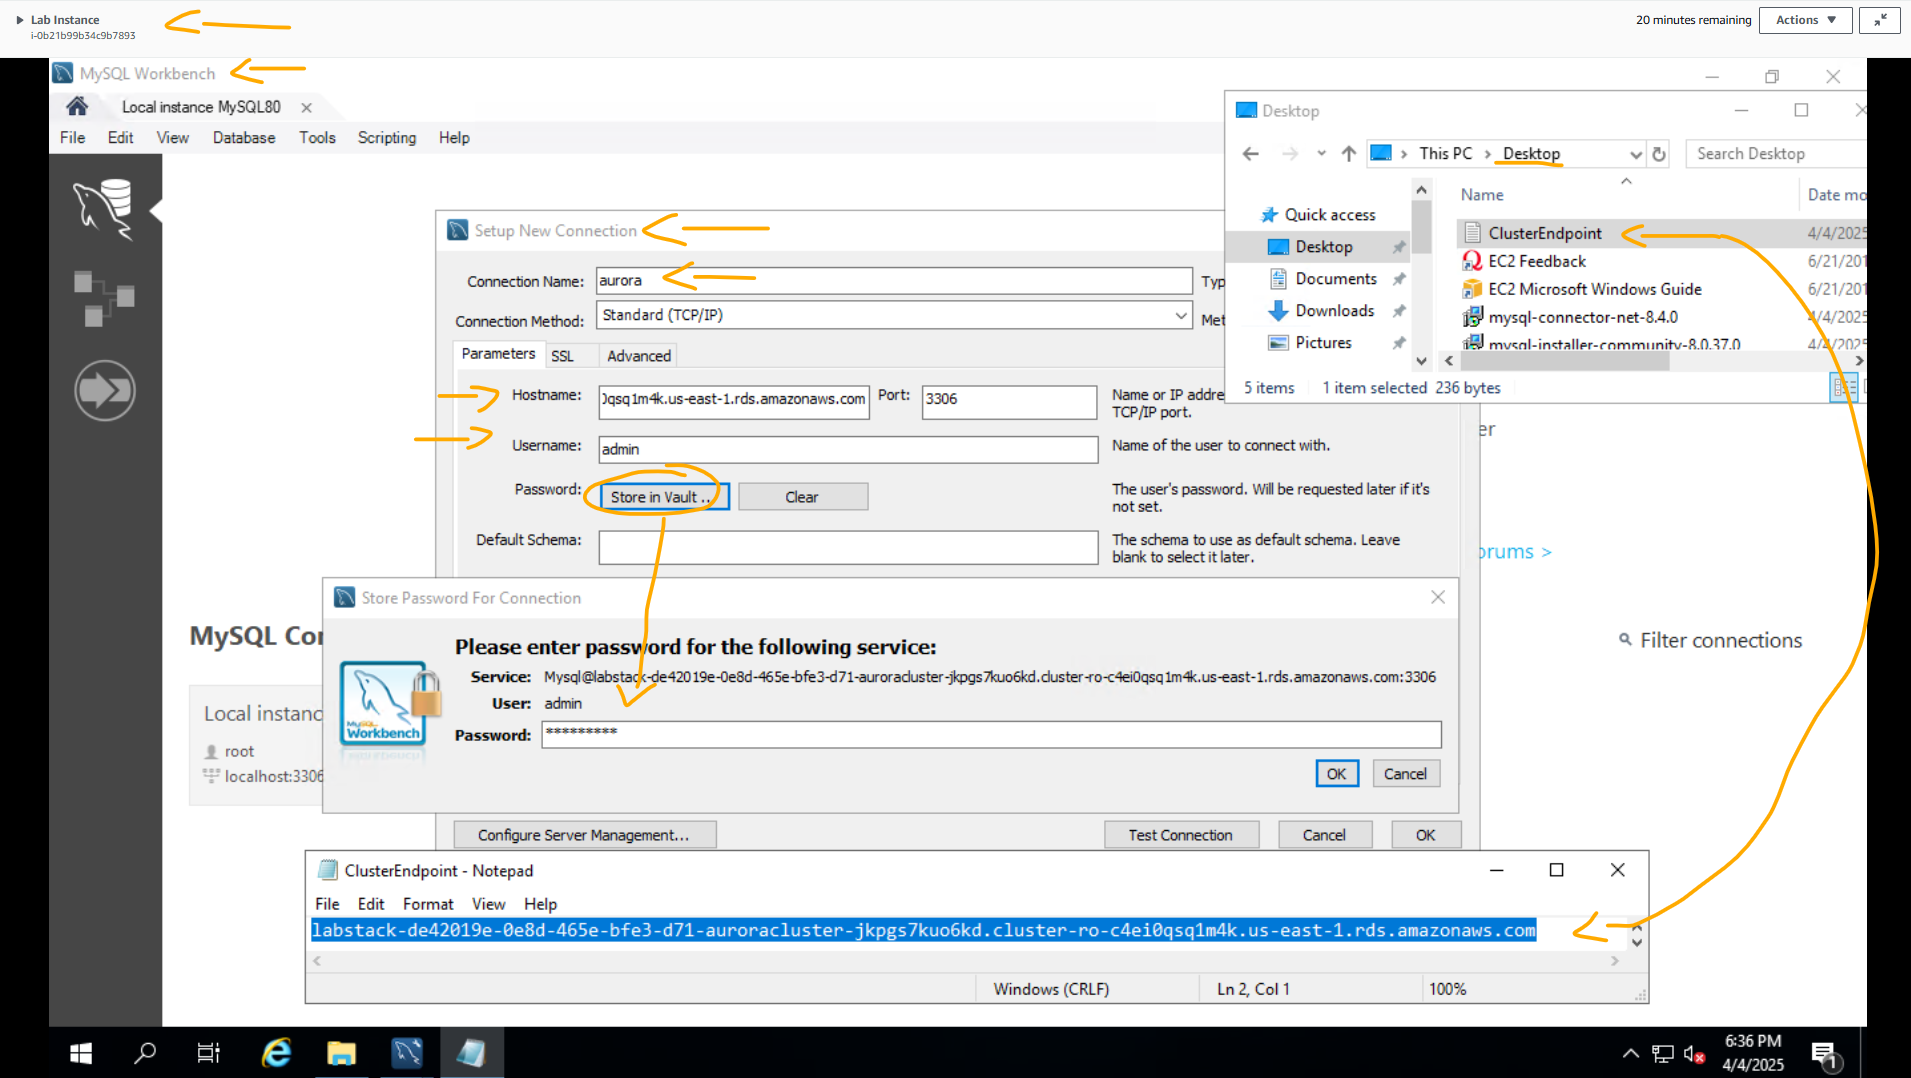 Lab Instance
i-0b21b99b34c9b7893
20 minutes remaining
Actions
MySQL Workbench
Local instance MySQL80
File Edit View Database Tools Scripting Help
Desktop
This PC > Desktop
Search Desktop
Name
Date mo
Quick access
Desktop
Documents
Downloads
Pictures
ClusterEndpoint 4/4/2025
EC2 Feedback 6/21/201
EC2 Microsoft Windows Guide 6/21/201
mysql-connector-net-8.4.0 4/4/2025
mysql-installer-community-8.0.37.0 4/4/2025
5 items 1 item selected 236 bytes
Setup New Connection
Connection Name: aurora
Typ
Connection Method: Standard (TCP/IP)
Met
Parameters SSL Advanced
Hostname: qsq1m4k.us-east-1.rds.amazonaws.com Port: 3306
Name or IP addre
TCP/IP port.
Username: admin
Name of the user to connect with.
Password: Store in Vault .. Clear
The user's password. Will be requested later if it's
not set.
Default Schema:
The schema to use as default schema. Leave
blank to select it later.
er
orums >
MySQL Cor
Filter connections
Local instanc
root
localhost:3306
Store Password For Connection
Please enter password for the following service:
Service: Mysql@labstack-de42019e-0e8d-465e-bfe3-d71-auroracluster-jkpgs7kuo6kd.cluster-ro-c4ei0qsq1m4k.us-east-1.rds.amazonaws.com:3306
User: admin
Password: *********
MySQL
Workbench
OK Cancel
Configure Server Management... Test Connection Cancel OK
ClusterEndpoint - Notepad
File Edit Format View Help
labstack-de42019e-0e8d-465e-bfe3-d71-auroracluster-jkpgs7kuo6kd.cluster-ro-c4ei0qsq1m4k.us-east-1.rds.amazonaws.com
Windows (CRLF) Ln 2, Col 1 100%
6:36 PM
4/4/2025
1